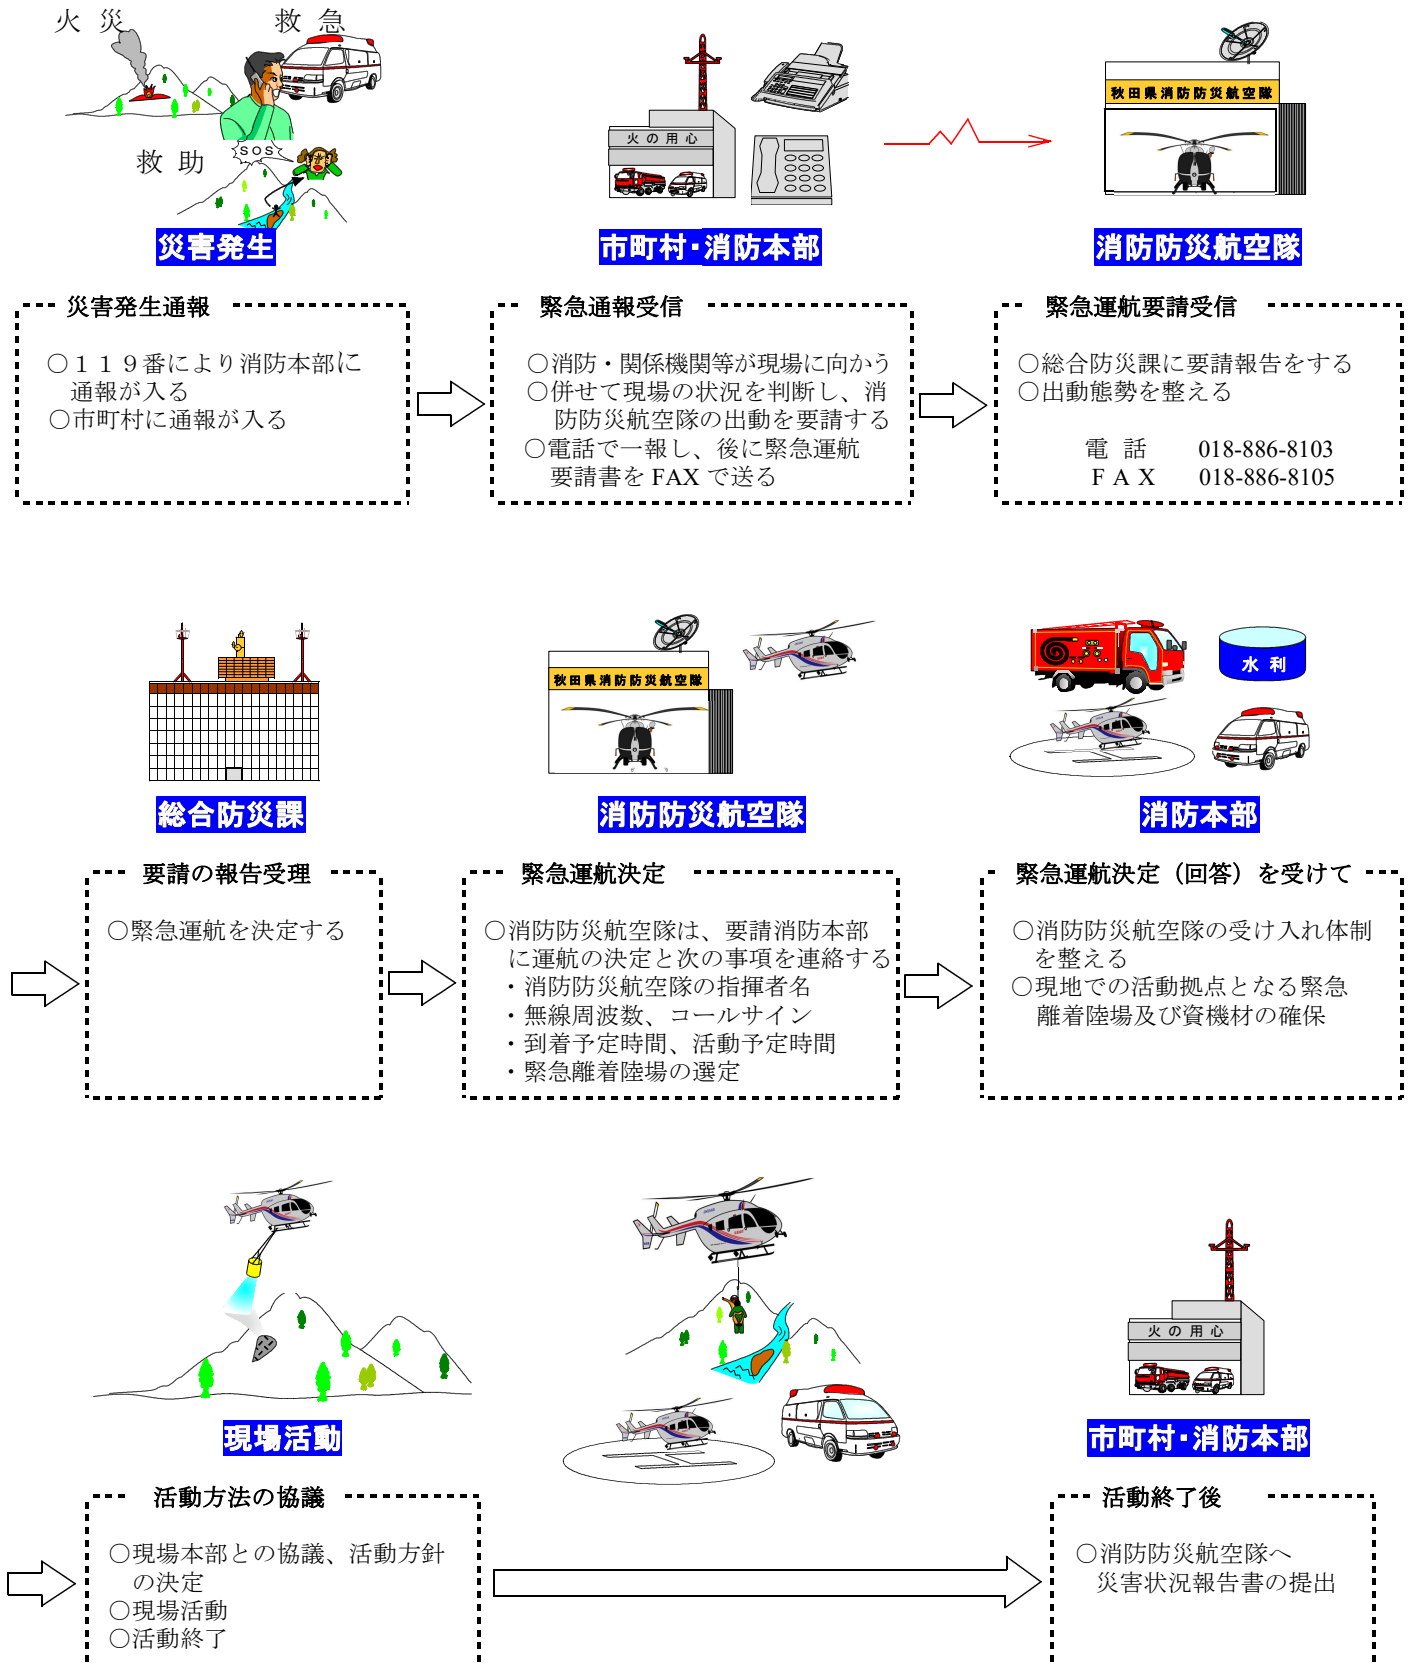 火 災
救 急
救 助
SOS
火 の 用 心
秋田県消防防災航空隊
災害発生
市町村・消防本部
消防防災航空隊
災害発生通報
○１１９番により消防本部に
通報が入る
○市町村に通報が入る
緊急通報受信
○消防・関係機関等が現場に向かう
○併せて現場の状況を判断し、消
防防災航空隊の出動を要請する
○電話で一報し、後に緊急運航
要請書を FAX で送る
緊急運航要請受信
○総合防災課に要請報告をする
○出動態勢を整える
電 話 018-886-8103
ＦＡＸ 018-886-8105
秋田県消防防災航空隊
水 利
総合防災課
消防防災航空隊
消防本部
要請の報告受理
○緊急運航を決定する
緊急運航決定
○消防防災航空隊は、要請消防本部
に運航の決定と次の事項を連絡する
・消防防災航空隊の指揮者名
・無線周波数、コールサイン
・到着予定時間、活動予定時間
・緊急離着陸場の選定
緊急運航決定（回答）を受けて
○消防防災航空隊の受け入れ体制
を整える
○現地での活動拠点となる緊急
離着陸場及び資機材の確保
火 の 用 心
現場活動
市町村・消防本部
活動方法の協議
○現場本部との協議、活動方針
の決定
○現場活動
○活動終了
活動終了後
○消防防災航空隊へ
災害状況報告書の提出